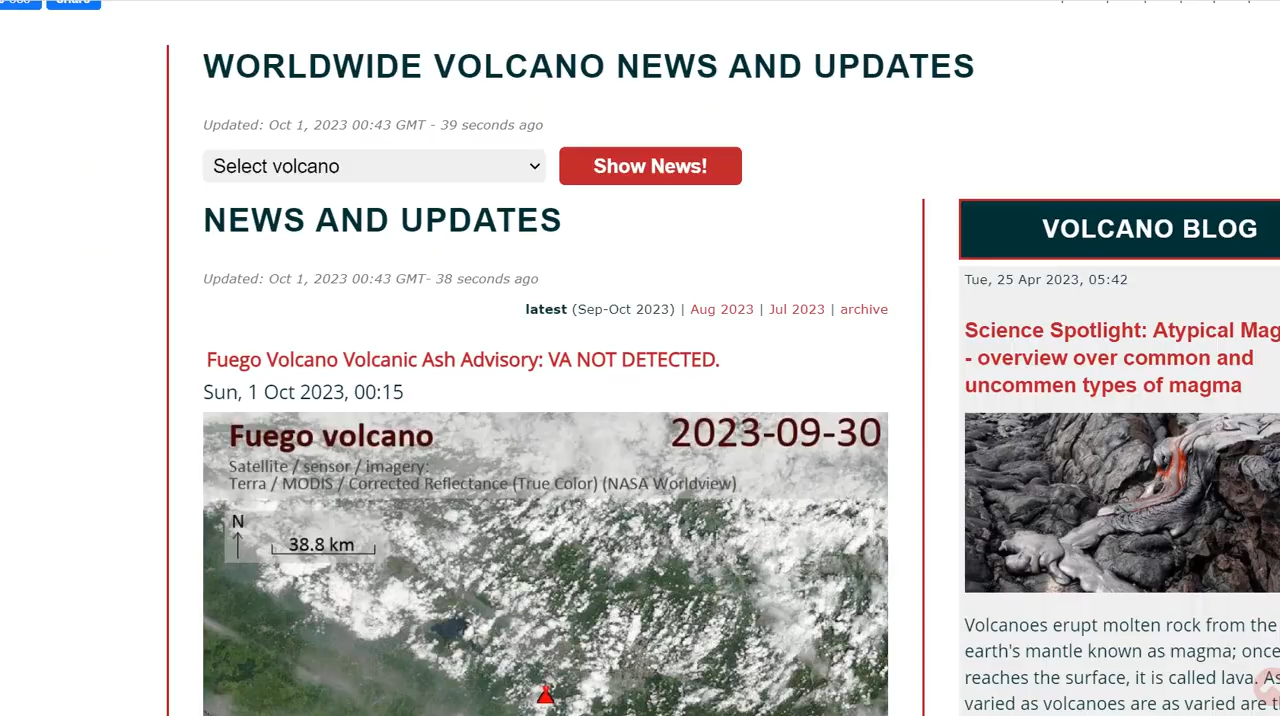 Share
WORLDWIDE VOLCANO NEWS AND UPDATES
Updated: Oct 1, 2023 00:43 GMT - 39 seconds ago
Select volcano
Show News!
NEWS AND UPDATES
Updated: Oct 1, 2023 00:43 GMT- 38 seconds ago
latest (Sep-Oct 2023) | Aug 2023 | Jul 2023 | archive
Fuego Volcano Volcanic Ash Advisory: VA NOT DETECTED.
Sun, 1 Oct 2023, 00:15
Fuego volcano
2023-09-30
Satellite / sensor / imagery:
Terra / MODIS / Corrected Reflectance (True Color) (NASA Worldview)
N
38.8 km
VOLCANO BLOG
Tue, 25 Apr 2023, 05:42
Science Spotlight: Atypical Mag
- overview over common and
uncommen types of magma
Volcanoes erupt molten rock from the
earth's mantle known as magma; once
reaches the surface, it is called lava. As
varied as volcanoes are as varied are t